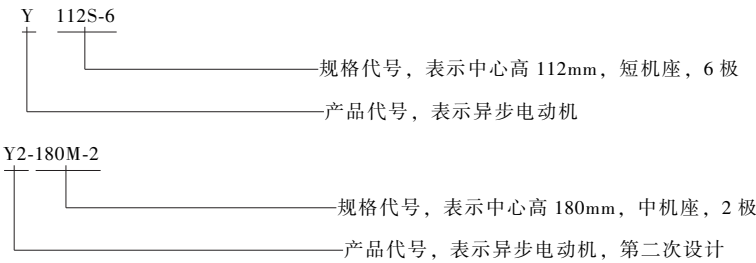 Y 112S-6
规格代号，表示中心高 112mm，短机座，6 极
产品代号，表示异步电动机
Y2-180M-2
规格代号，表示中心高 180mm，中机座，2 极
产品代号，表示异步电动机，第二次设计